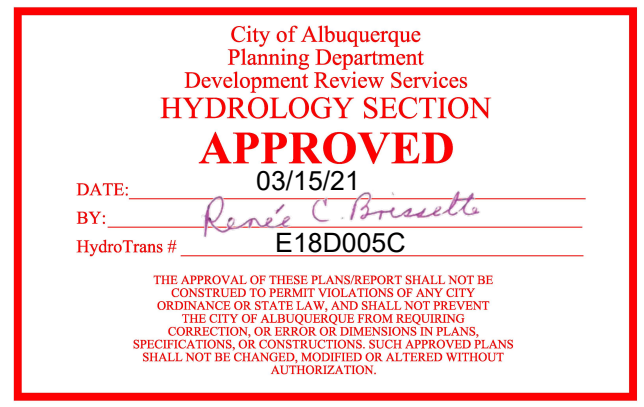 City of Albuquerque
Planning Department
Development Review Services
HYDROLOGY SECTION
APPROVED
DATE: 03/15/21
BY: Renée C. Brissette
HydroTrans # E18D005C
THE APPROVAL OF THESE PLANS/REPORT SHALL NOT BE
CONSTRUED TO PERMIT VIOLATIONS OF ANY CITY
ORDINANCE OR STATE LAW, AND SHALL NOT PREVENT
THE CITY OF ALBUQUERQUE FROM REQUIRING
CORRECTION, OR ERROR OR DIMENSIONS IN PLANS,
SPECIFICATIONS, OR CONSTRUCTIONS. SUCH APPROVED PLANS
SHALL NOT BE CHANGED, MODIFIED OR ALTERED WITHOUT
AUTHORIZATION.